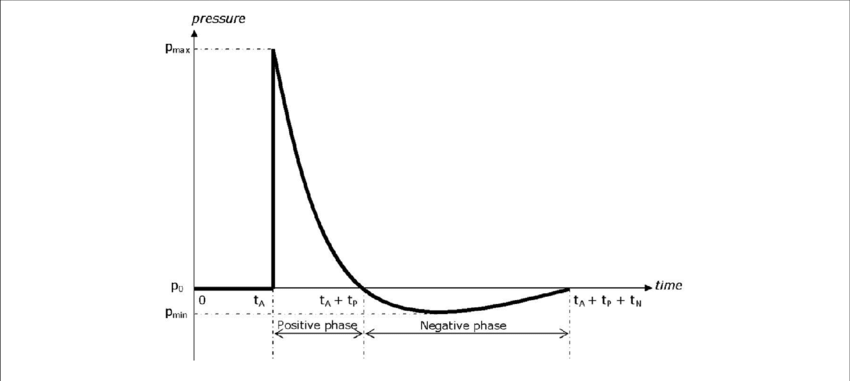 pressure
pmax
p0
0 tA tA + tP tA + tP + tN
time
pmin
Positive phase Negative phase